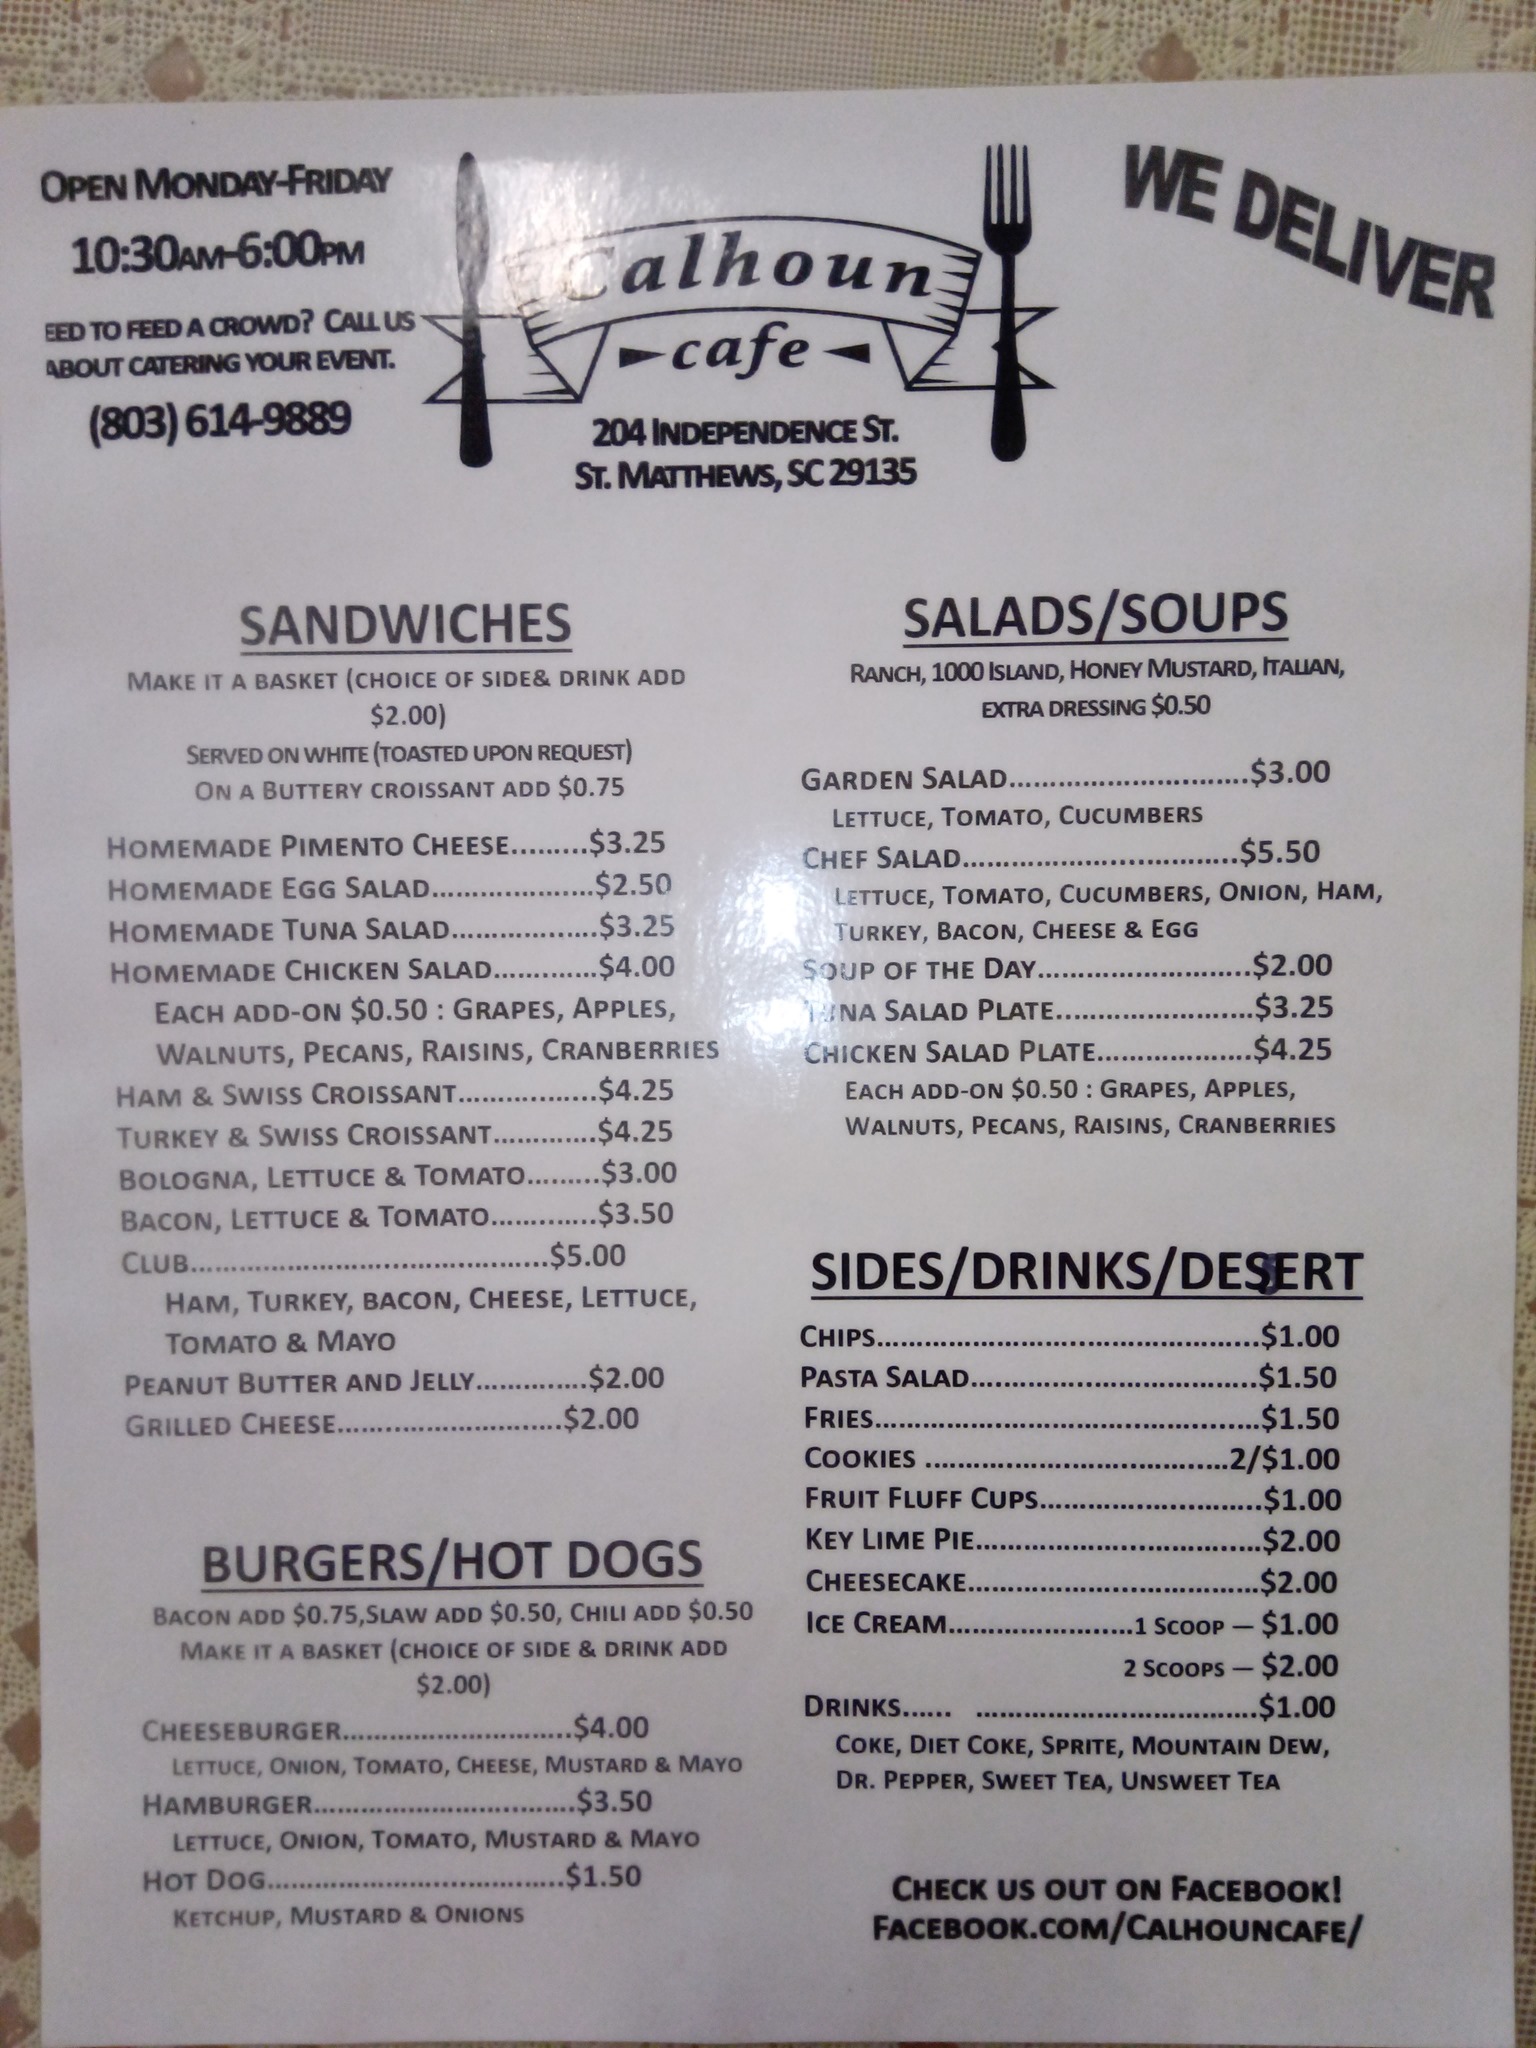 OPEN MONDAY-FRIDAY
10:30AM-6:00PM
EED TO FEED A CROWD? CALL US
ABOUT CATERING YOUR EVENT.
(803) 614-9889
Calhoun
cafe
204 INDEPENDENCE ST.
ST. MATTHEWS, SC 29135
WE DELIVER
SANDWICHES
MAKE IT A BASKET (CHOICE OF SIDE& DRINK ADD
$2.00)
SERVED ON WHITE (TOASTED UPON REQUEST)
ON A BUTTERY CROISSANT ADD $0.75
HOMEMADE PIMENTO CHEESE.........$3.25
HOMEMADE EGG SALAD...................$2.50
HOMEMADE TUNA SALAD.................$3.25
HOMEMADE CHICKEN SALAD............$4.00
EACH ADD-ON $0.50 : GRAPES, APPLES,
WALNUTS, PECANS, RAISINS, CRANBERRIES
HAM & SWISS CROISSANT.................$4.25
TURKEY & SWISS CROISSANT............$4.25
BOLOGNA, LETTUCE & TOMATO.........$3.00
BACON, LETTUCE & TOMATO.............$3.50
CLUB...........................................$5.00
HAM, TURKEY, BACON, CHEESE, LETTUCE,
TOMATO & MAYO
PEANUT BUTTER AND JELLY..............$2.00
GRILLED CHEESE...........................$2.00
BURGERS/HOT DOGS
BACON ADD $0.75,SLAW ADD $0.50, CHILI ADD $0.50
MAKE IT A BASKET (CHOICE OF SIDE & DRINK ADD
$2.00)
CHEESEBURGER............................$4.00
LETTUCE, ONION, TOMATO, CHEESE, MUSTARD & MAYO
HAMBURGER................................$3.50
LETTUCE, ONION, TOMATO, MUSTARD & MAYO
HOT DOG....................................$1.50
KETCHUP, MUSTARD & ONIONS
SALADS/SOUPS
RANCH, 1000 ISLAND, HONEY MUSTARD, ITALIAN,
EXTRA DRESSING $0.50
GARDEN SALAD.............................$3.00
LETTUCE, TOMATO, CUCUMBERS
CHEF SALAD.................................$5.50
LETTUCE, TOMATO, CUCUMBERS, ONION, HAM,
TURKEY, BACON, CHEESE & EGG
SOUP OF THE DAY..........................$2.00
TUNA SALAD PLATE........................$3.25
CHICKEN SALAD PLATE...................$4.25
EACH ADD-ON $0.50 : GRAPES, APPLES,
WALNUTS, PECANS, RAISINS, CRANBERRIES
SIDES/DRINKS/DESSERT
CHIPS..............................................$1.00
PASTA SALAD...................................$1.50
FRIES..............................................$1.50
COOKIES .....................................2/$1.00
FRUIT FLUFF CUPS...........................$1.00
KEY LIME PIE..................................$2.00
CHEESECAKE...................................$2.00
ICE CREAM......................1 SCOOP — $1.00
2 SCOOPS — $2.00
DRINKS...... ..................................$1.00
COKE, DIET COKE, SPRITE, MOUNTAIN DEW,
DR. PEPPER, SWEET TEA, UNSWEET TEA
CHECK US OUT ON FACEBOOK!
FACEBOOK.COM/CALHOUNCAFE/